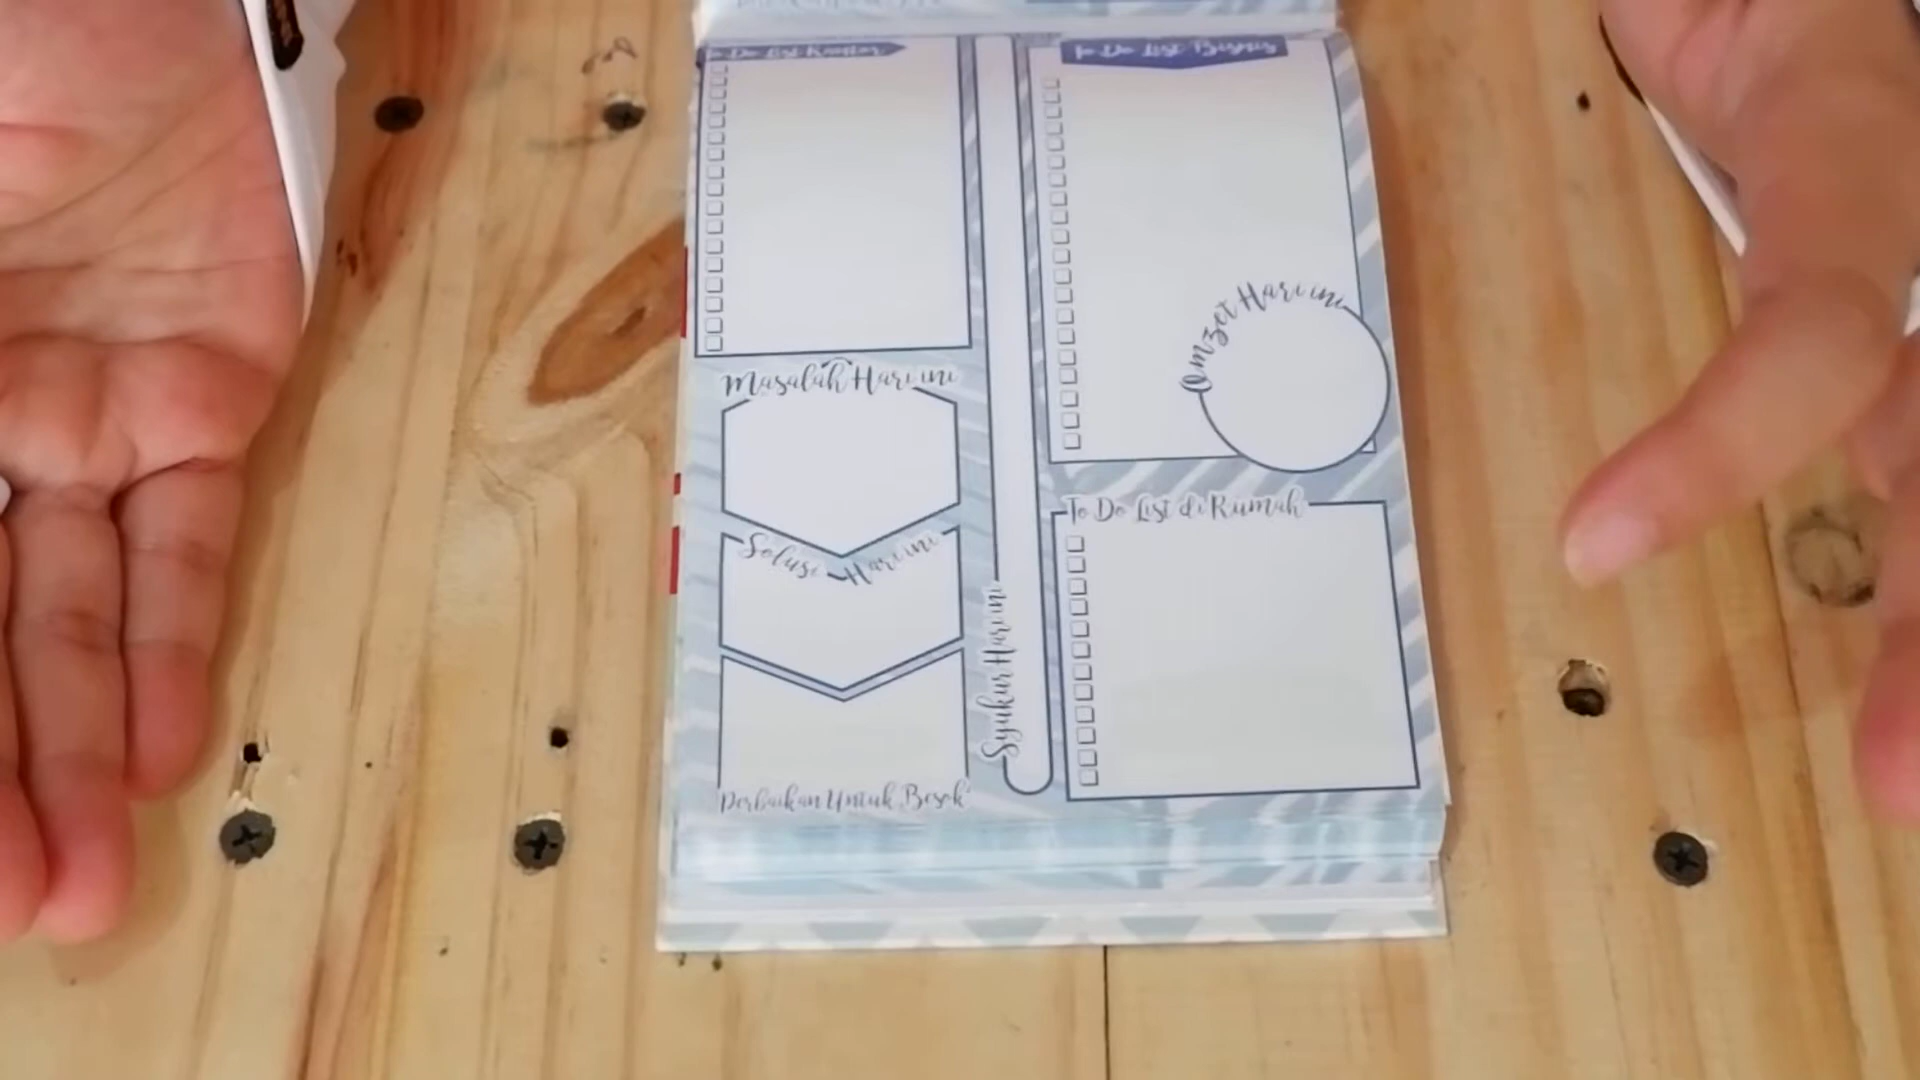 To Do List Kantor
Masalah Hari ini
Solusi Hari ini
Perbaikan Untuk Besok
Syukur Hari ini
To Do List Bisnis
Omzet Hari ini
To Do List di Rumah